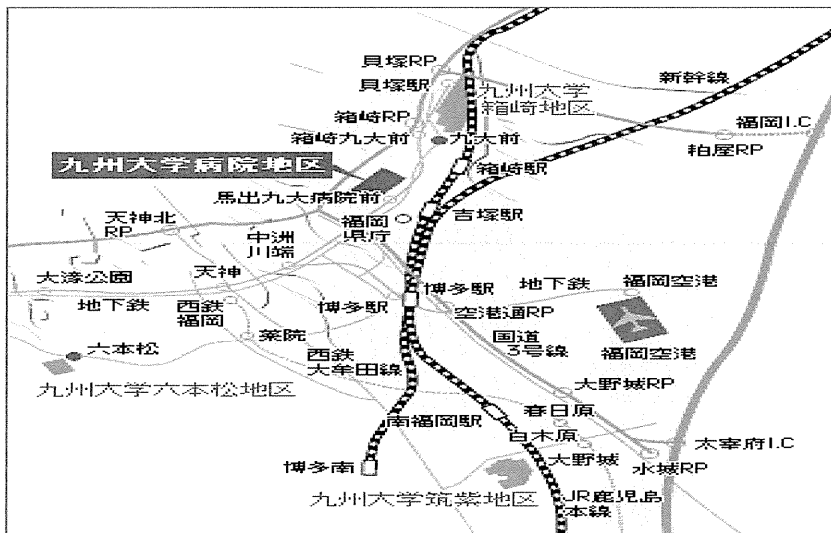 貝塚RP
新幹線
貝塚駅
九州大学
箱崎地区
箱崎RP
福岡I.C
箱崎九大前
九大前
粕屋RP
九州大学病院地区
箱崎駅
馬出九大病院前
天神北
RP
福岡
県庁
吉塚駅
中洲
川端
大濠公園
天神
博多駅
地下鉄
福岡空港
地下鉄
西鉄
福岡
博多駅
空港通RP
六本松
薬院
西鉄
大牟田線
国道
3号線
福岡空港
九州大学六本松地区
大野城RP
南福岡駅
春日原
白木原
太宰府I.C
博多南
大野城
水城RP
九州大学筑紫地区
JR鹿児島
本線